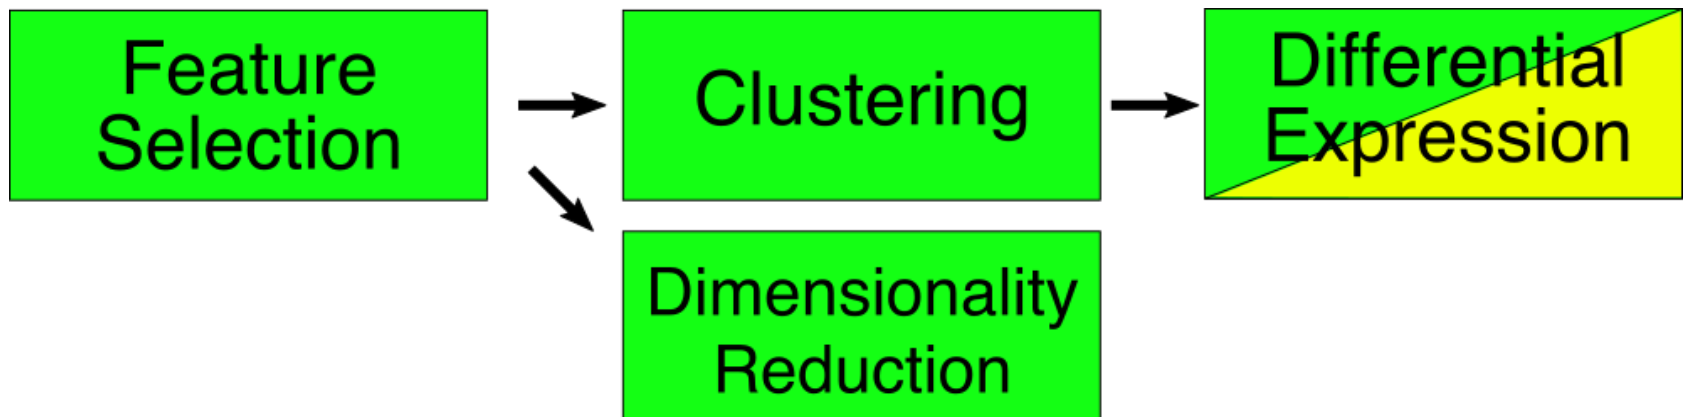 Feature
Selection
Clustering
Differential
Expression
Dimensionality
Reduction